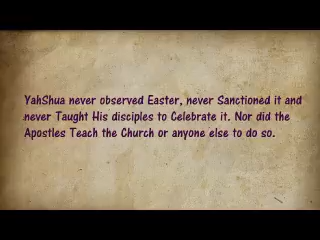 YahShua never observed Easter, never Sanctioned it and
never Taught His disciples to Celebrate it. Nor did the
Apostles Teach the Church or anyone else to do so.